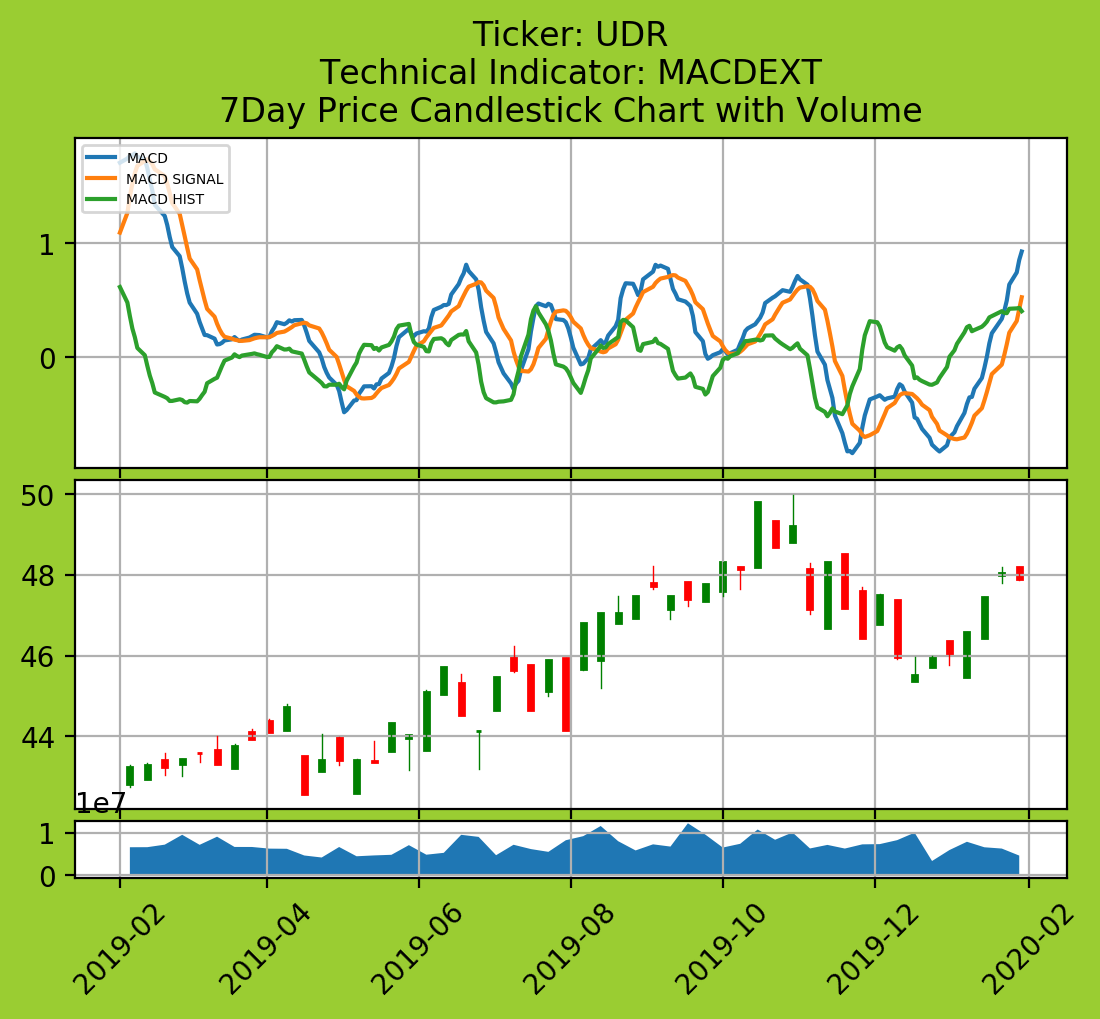 Ticker: UDR
Technical Indicator: MACDEXT
7Day Price Candlestick Chart with Volume
MACD
MACD SIGNAL
MACD HIST
1
0
50
48
46
44
1e7
1
0
2019-02
2019-04
2019-06
2019-08
2019-10
2019-12
2020-02